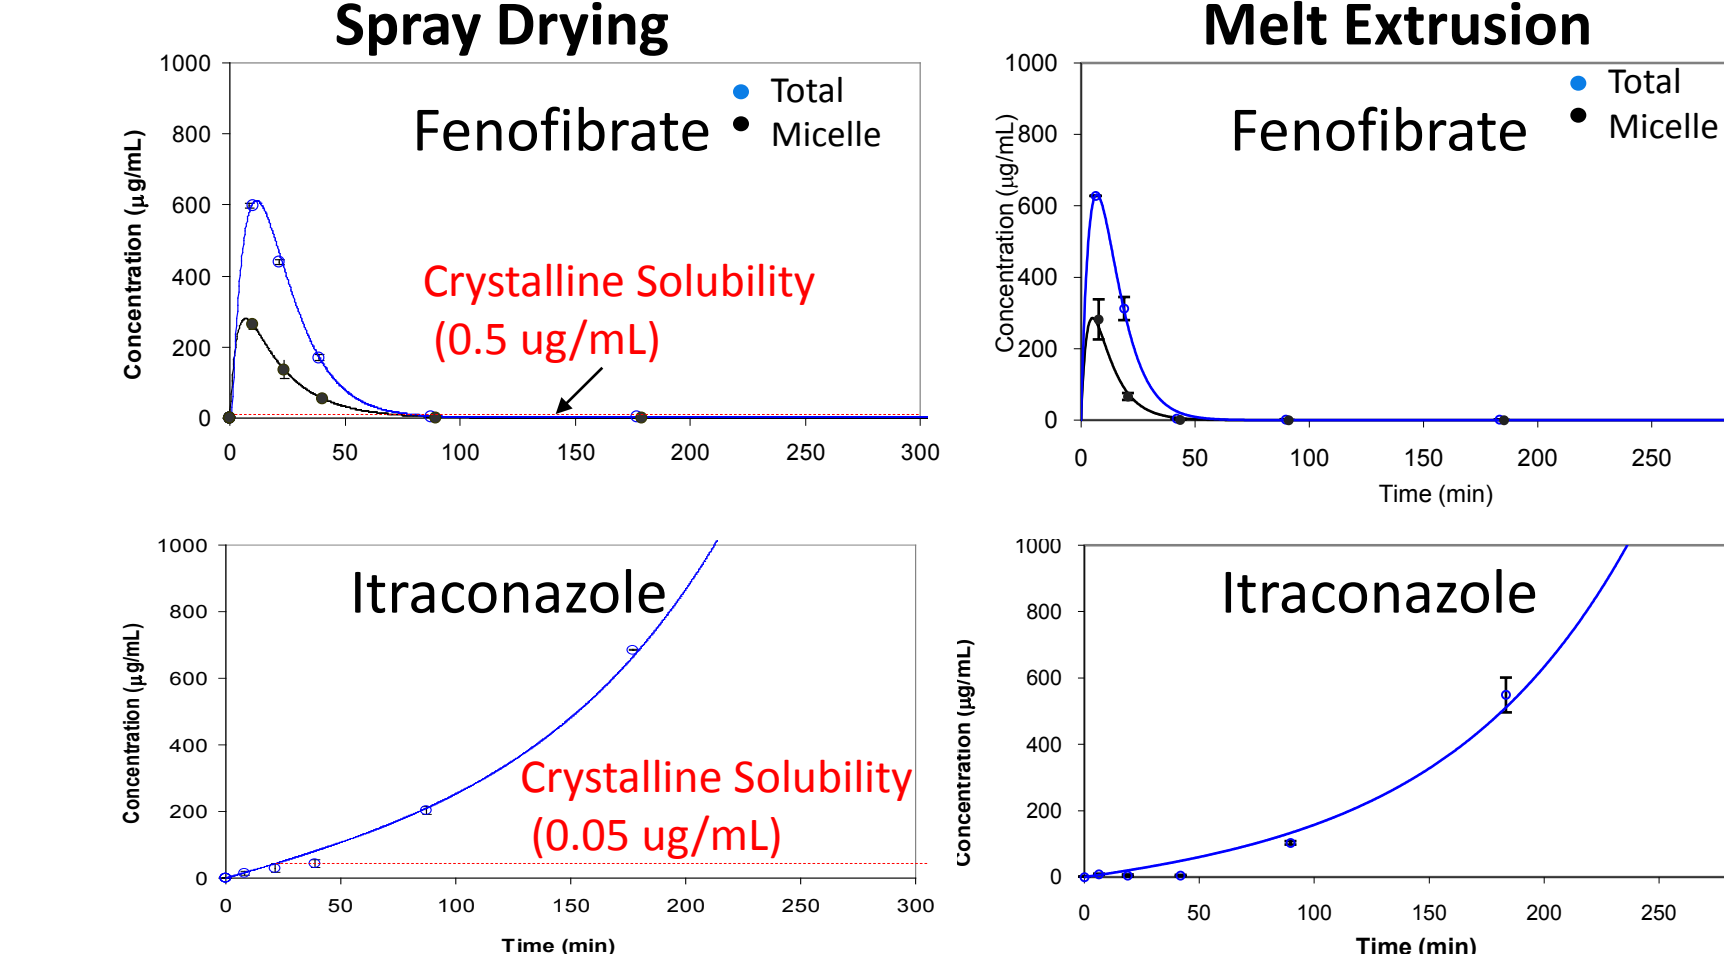 Spray Drying
Melt Extrusion
1000
800
600
400
200
0
Concentration (µg/mL)
Fenofibrate
Total
Micelle
Crystalline Solubility
(0.5 ug/mL)
0 50 100 150 200 250 300
1000
800
600
400
200
0
Concentration (µg/mL)
Fenofibrate
Total
Micelle
0 50 100 150 200 250
Time (min)
1000
800
600
400
200
0
Concentration (µg/mL)
Itraconazole
Crystalline Solubility
(0.05 ug/mL)
0 50 100 150 200 250 300
Time (min)
1000
800
600
400
200
0
Concentration (µg/mL)
Itraconazole
0 50 100 150 200 250
Time (min)